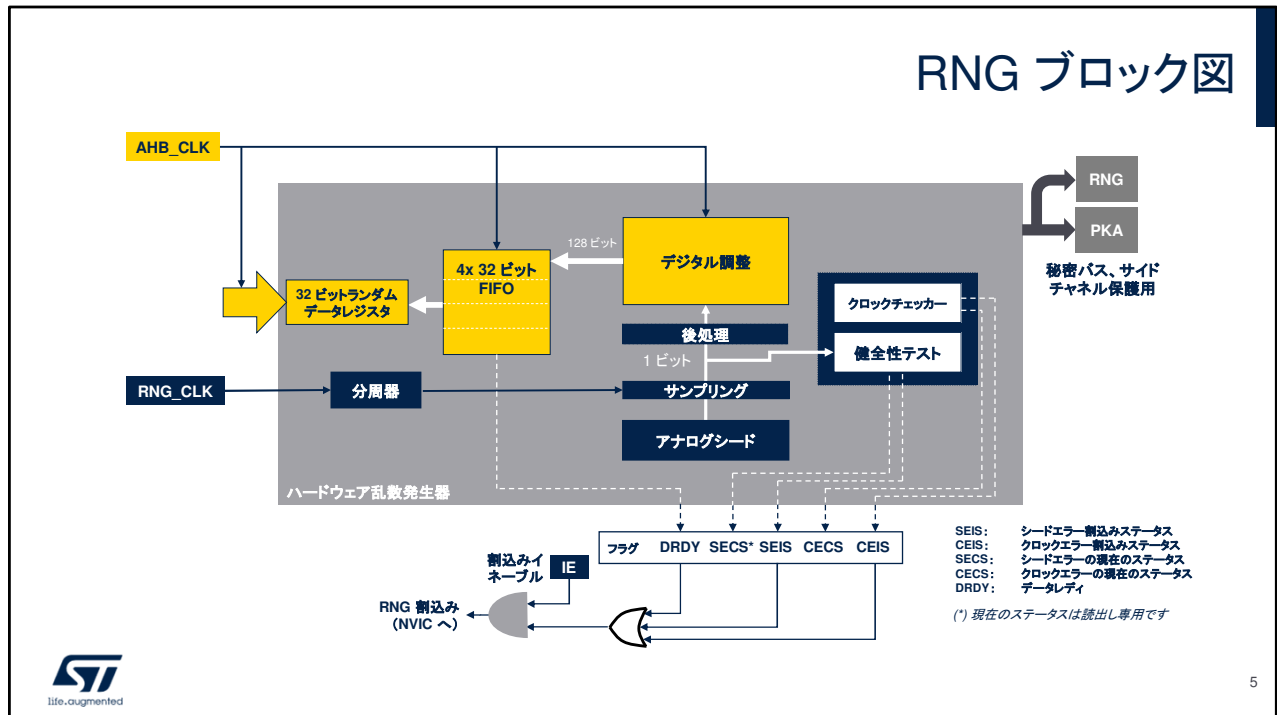 RNG ブロック図
AHB_CLK
RNG
PKA
秘密バス、サイド
チャネル保護用
128 ビット
デジタル調整
4x 32 ビット
FIFO
32 ビットランダム
データレジスタ
クロックチェッカー
健全性テスト
後処理
1 ビット
RNG_CLK
分周器
サンプリング
アナログシード
ハードウェア乱数発生器
フラグ DRDY SECS* SEIS CECS CEIS
割込みイ
ネーブル
IE
RNG 割込み
(NVIC へ)
SEIS: シードエラー割込みステータス
CEIS: クロックエラー割込みステータス
SECS: シードエラーの現在のステータス
CECS: クロックエラーの現在のステータス
DRDY: データレディ
(*) 現在のステータスは読出し専用です
ST
life.augmented
5